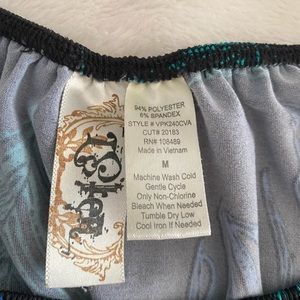 94% POLYESTER
6% SPANDEX
STYLE # VPK240CVA
CUT# 20183
RN# 108489
Made in Vietnam
M
Machine Wash Cold
Gentle Cycle
Only Non-Chlorine
Bleach When Needed
Tumble Dry Low
Cool Iron If Needed